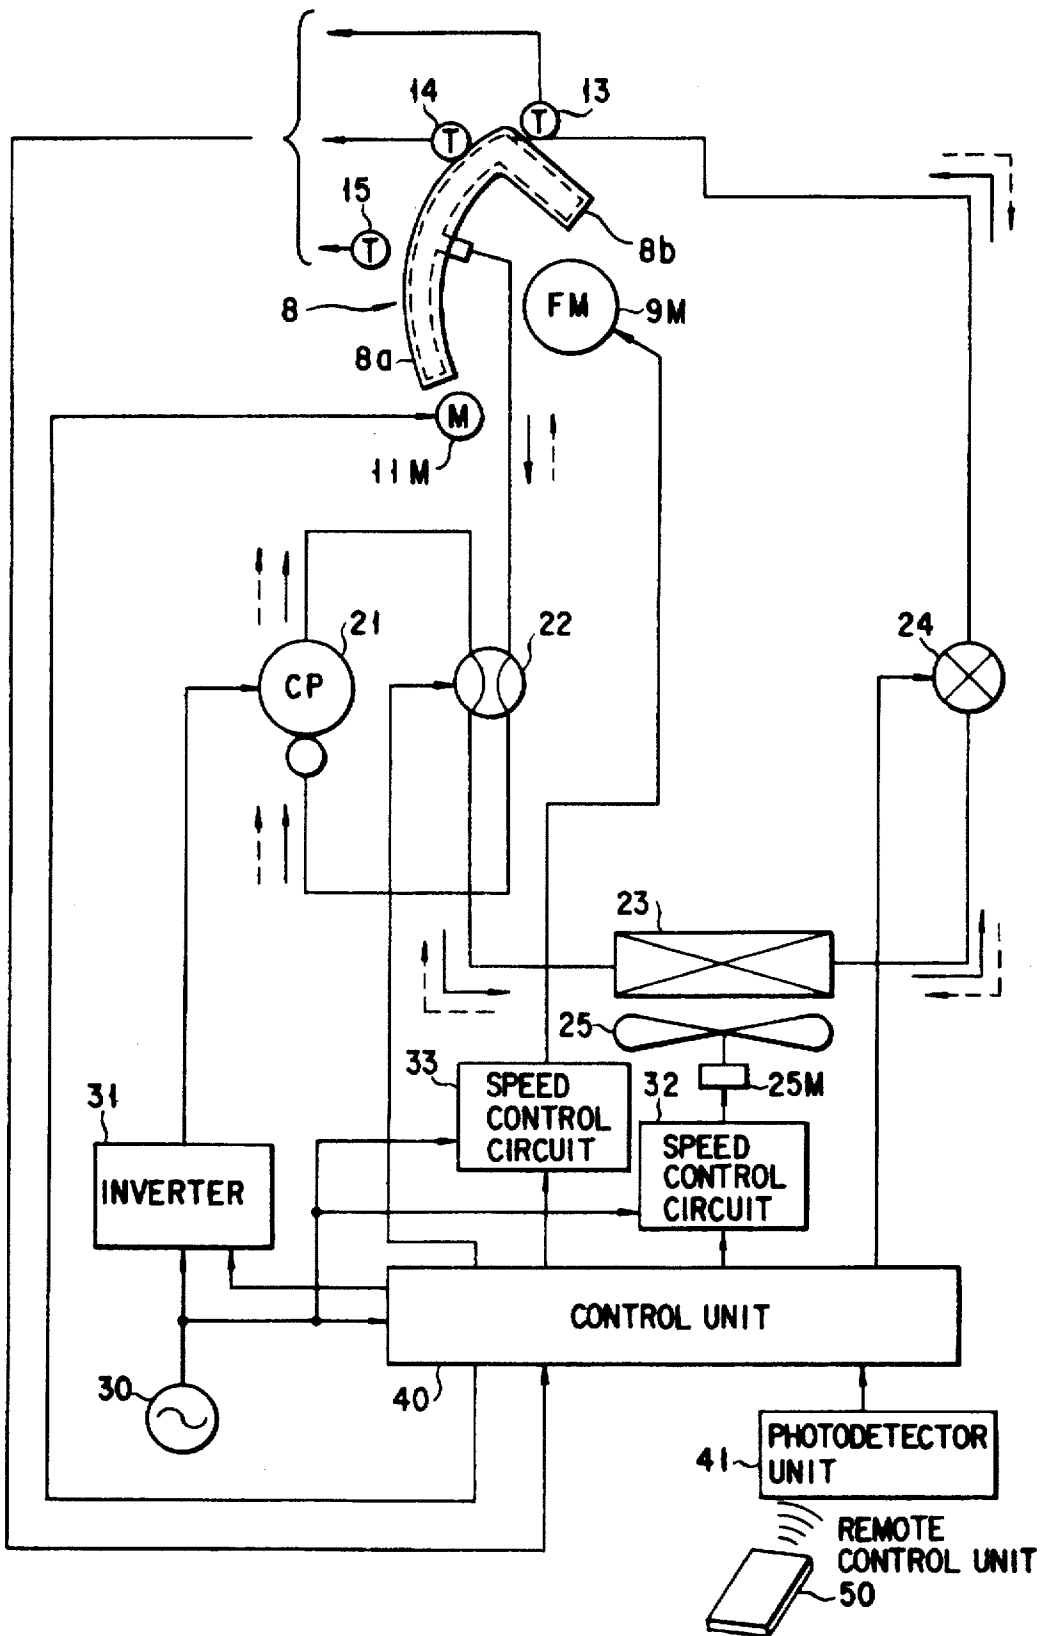 13
14
T
T
15
T
8b
8
FM
9M
8a
M
11M
21
22
24
CP
23
25
33
SPEED
CONTROL
CIRCUIT
32
25M
31
SPEED
CONTROL
CIRCUIT
INVERTER
CONTROL UNIT
30
40
PHOTODETECTOR
UNIT
41
REMOTE
CONTROL UNIT
50